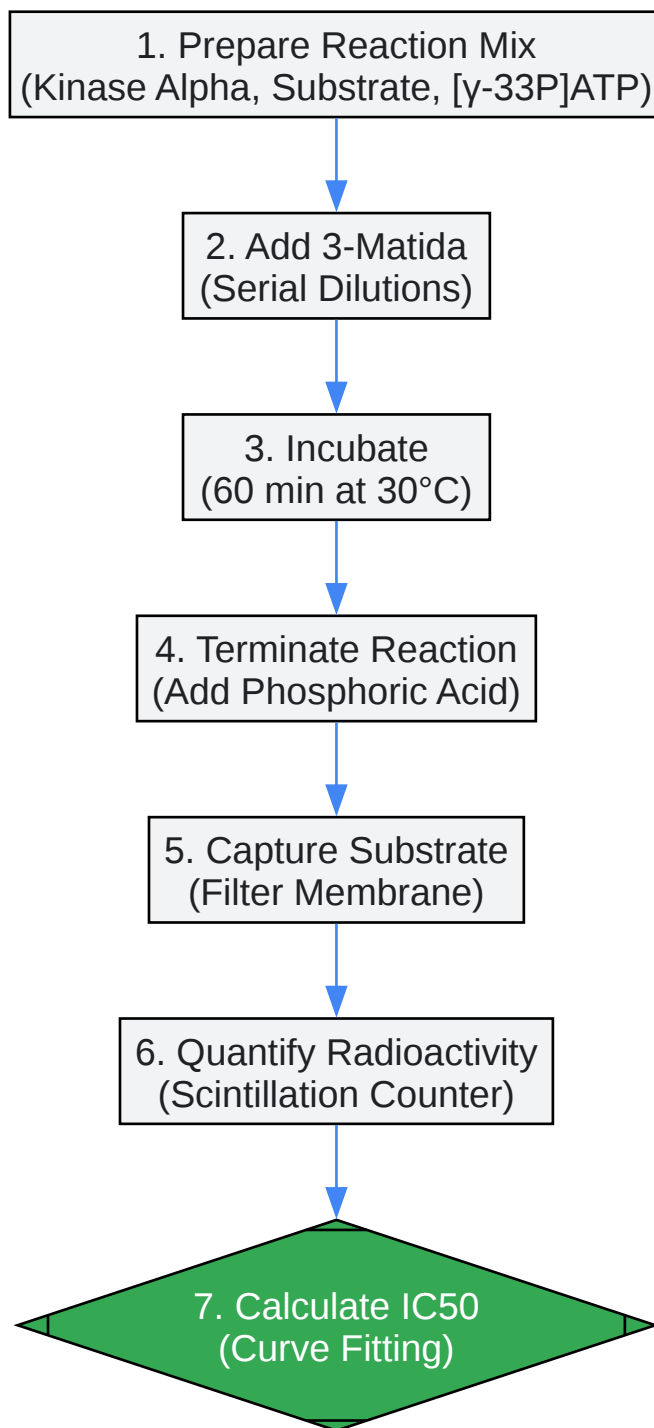 1. Prepare Reaction Mix
(Kinase Alpha, Substrate, [γ-33P]ATP)
2. Add 3-Matida
(Serial Dilutions)
3. Incubate
(60 min at 30°C)
4. Terminate Reaction
(Add Phosphoric Acid)
5. Capture Substrate
(Filter Membrane)
6. Quantify Radioactivity
(Scintillation Counter)
7. Calculate IC50
(Curve Fitting)